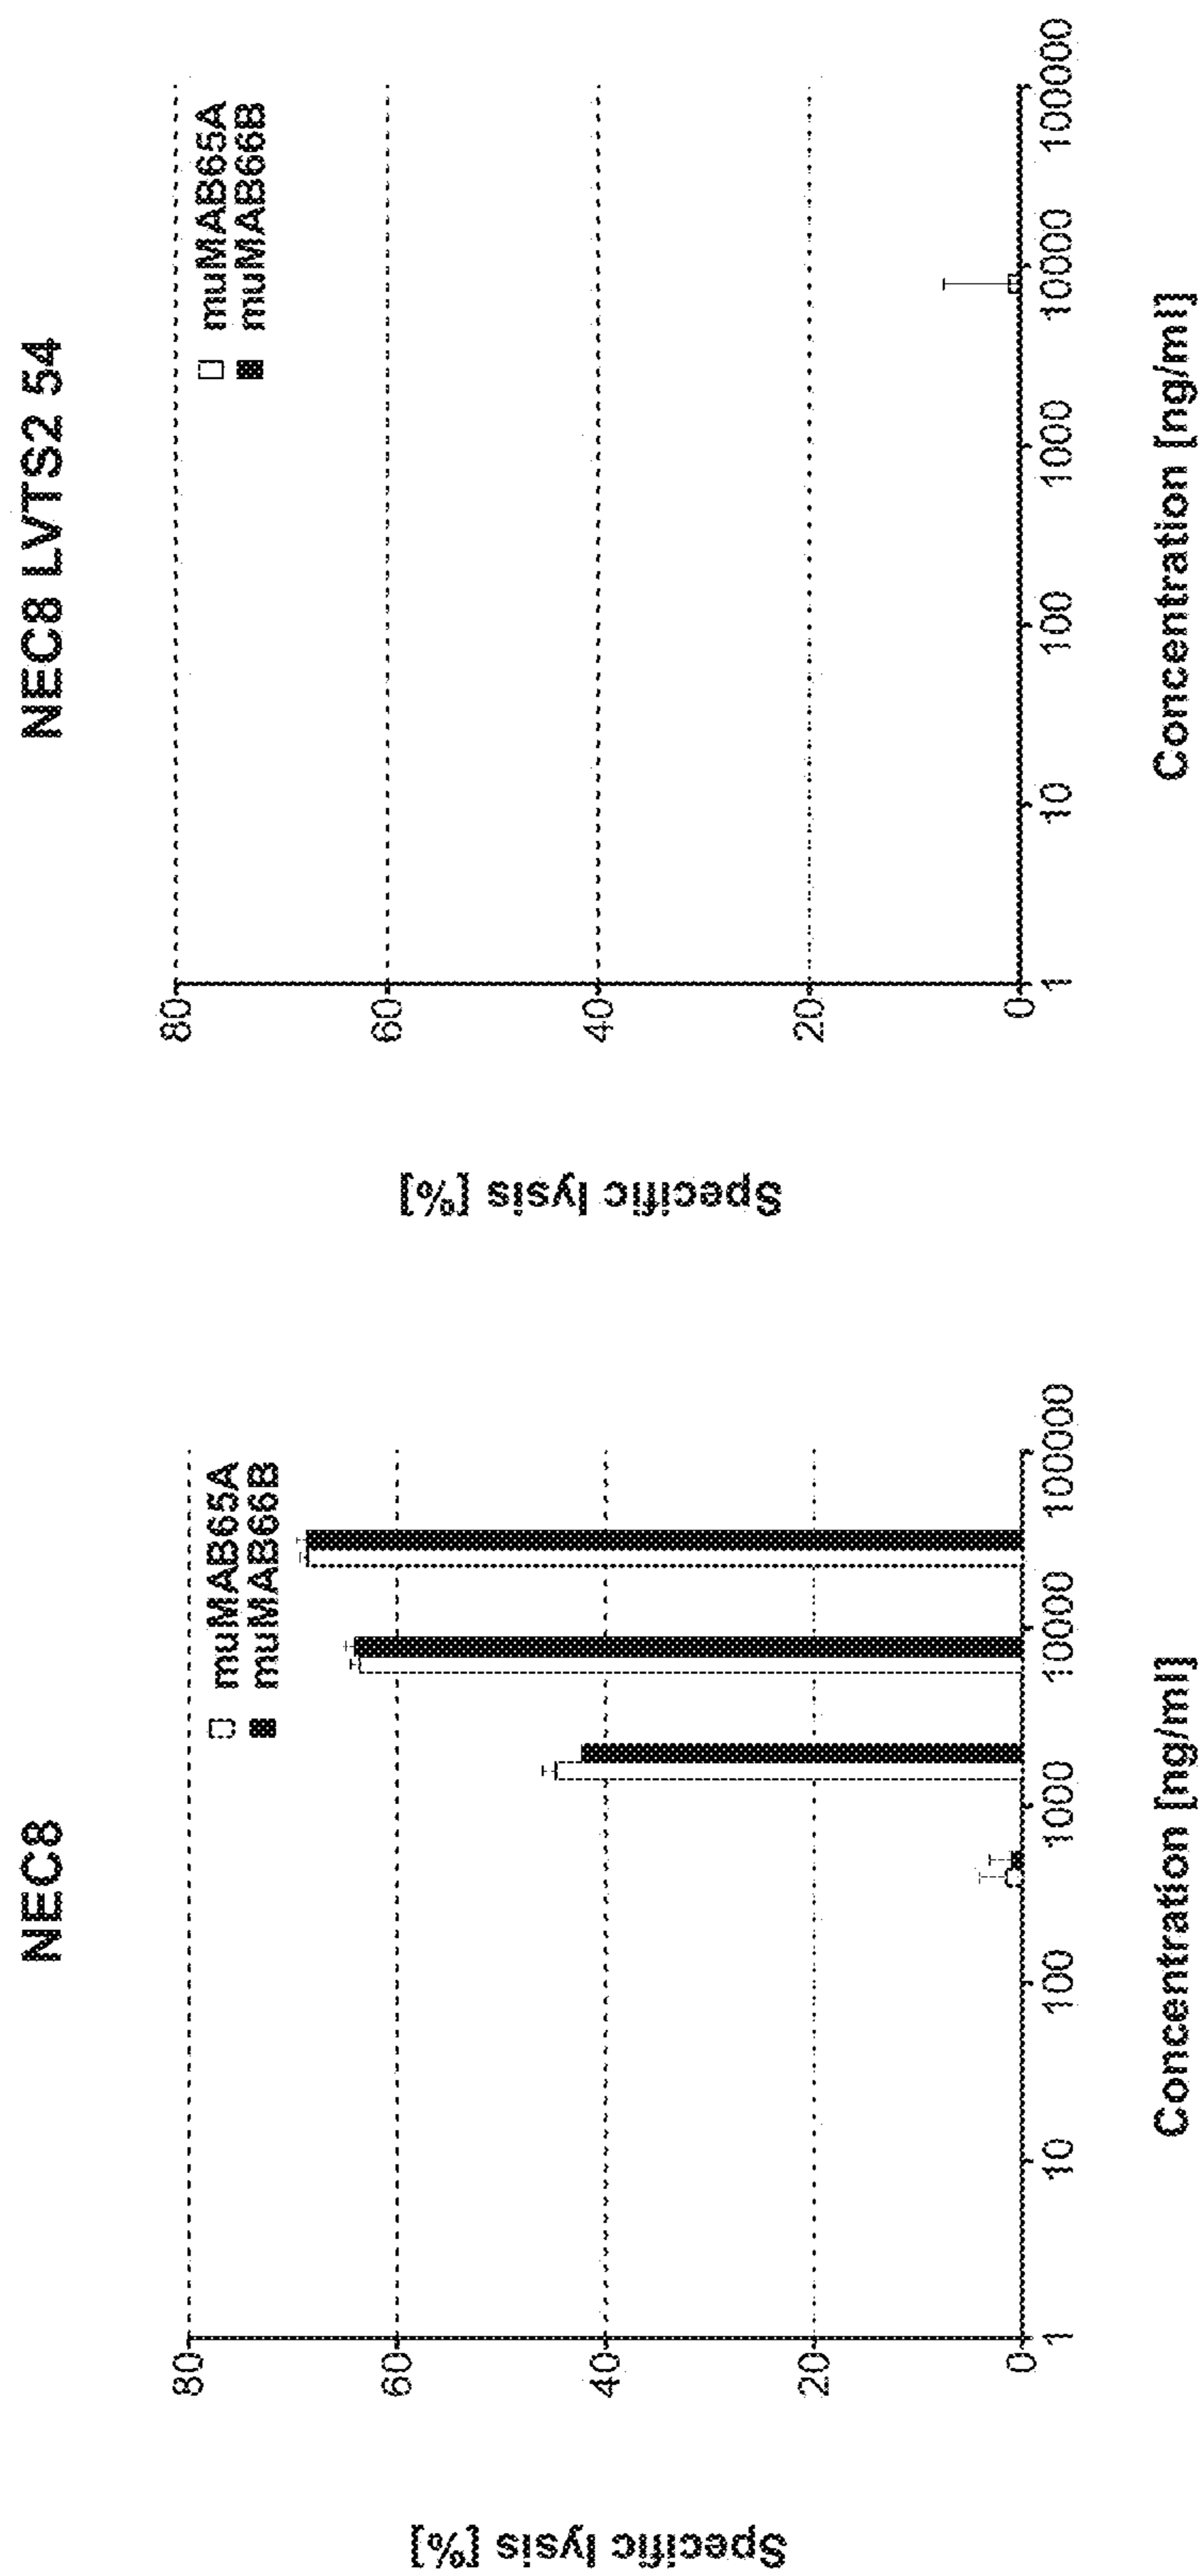 NEC8
80
60
40
20
0
muMAB65A
muMAB66B
1
10
100
1000
10000
100000
Specific lysis [%]
Concentration [ng/ml]
NEC8 LVTS2 54
80
60
40
20
0
muMAB65A
muMAB66B
1
10
100
1000
10000
100000
Specific lysis [%]
Concentration [ng/ml]